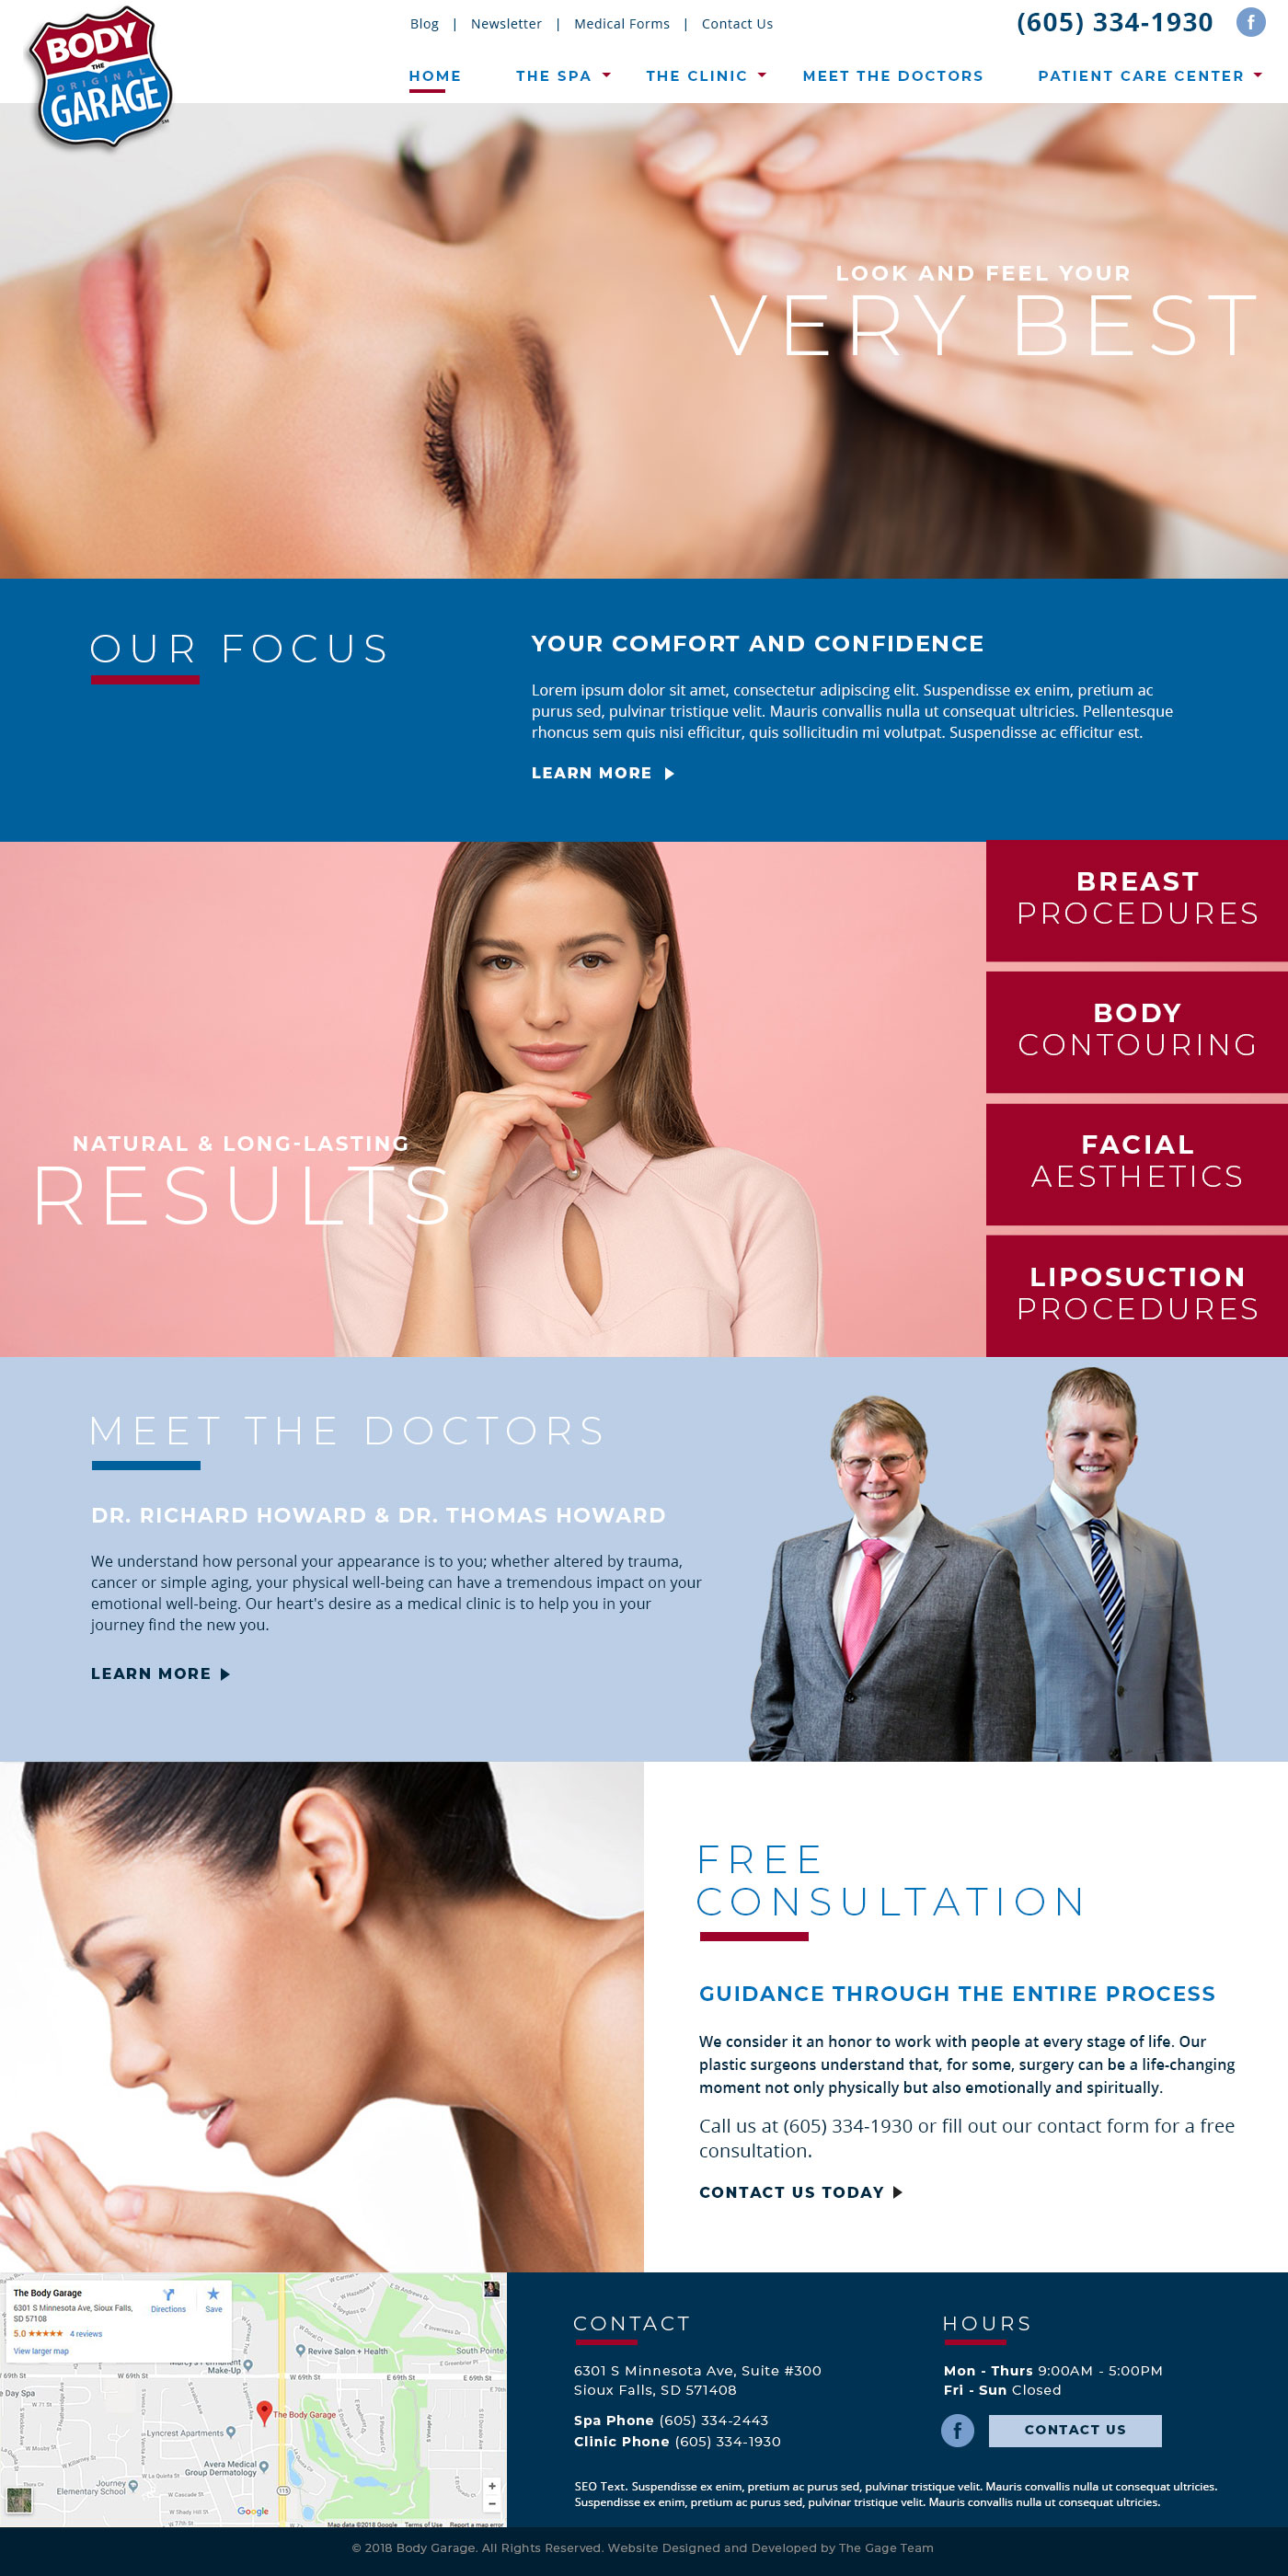 BODY
THE
ORIGINAL
GARAGE
SM
Blog | Newsletter | Medical Forms | Contact Us
(605) 334-1930
f
HOME THE SPA THE CLINIC MEET THE DOCTORS PATIENT CARE CENTER
LOOK AND FEEL YOUR
VERY BEST
OUR FOCUS
YOUR COMFORT AND CONFIDENCE
Lorem ipsum dolor sit amet, consectetur adipiscing elit. Suspendisse ex enim, pretium ac
purus sed, pulvinar tristique velit. Mauris convallis nulla ut consequat ultricies. Pellentesque
rhoncus sem quis nisi efficitur, quis sollicitudin mi volutpat. Suspendisse ac efficitur est.
LEARN MORE
NATURAL & LONG-LASTING
RESULTS
BREAST
PROCEDURES
BODY
CONTOURING
FACIAL
AESTHETICS
LIPOSUCTION
PROCEDURES
MEET THE DOCTORS
DR. RICHARD HOWARD & DR. THOMAS HOWARD
We understand how personal your appearance is to you; whether altered by trauma,
cancer or simple aging, your physical well-being can have a tremendous impact on your
emotional well-being. Our heart's desire as a medical clinic is to help you in your
journey find the new you.
LEARN MORE
FREE
CONSULTATION
GUIDANCE THROUGH THE ENTIRE PROCESS
We consider it an honor to work with people at every stage of life. Our
plastic surgeons understand that, for some, surgery can be a life-changing
moment not only physically but also emotionally and spiritually.
Call us at (605) 334-1930 or fill out our contact form for a free
consultation.
CONTACT US TODAY
The Body Garage
6301 S Minnesota Ave, Sioux Falls,
SD 57108
5.0 ★★★★★ 4 reviews
View larger map
Directions
Save
Revive Salon + Health
South Pointe
Make-Up
W 69th St
W 69th St
W 69th St
E 69th St
E 69th St
Day Spa
The Body Garage
Lyncrest Apartments
Avera Medical
Group Dermatology
Journey
Elementary School
115
Google
Map data ©2018 Google Terms of Use Report a map error
CONTACT
6301 S Minnesota Ave, Suite #300
Sioux Falls, SD 571408
Spa Phone (605) 334-2443
Clinic Phone (605) 334-1930
HOURS
Mon - Thurs 9:00AM - 5:00PM
Fri - Sun Closed
f
CONTACT US
SEO Text. Suspendisse ex enim, pretium ac purus sed, pulvinar tristique velit. Mauris convallis nulla ut consequat ultricies.
Suspendisse ex enim, pretium ac purus sed, pulvinar tristique velit. Mauris convallis nulla ut consequat ultricies.
© 2018 Body Garage. All Rights Reserved. Website Designed and Developed by The Gage Team